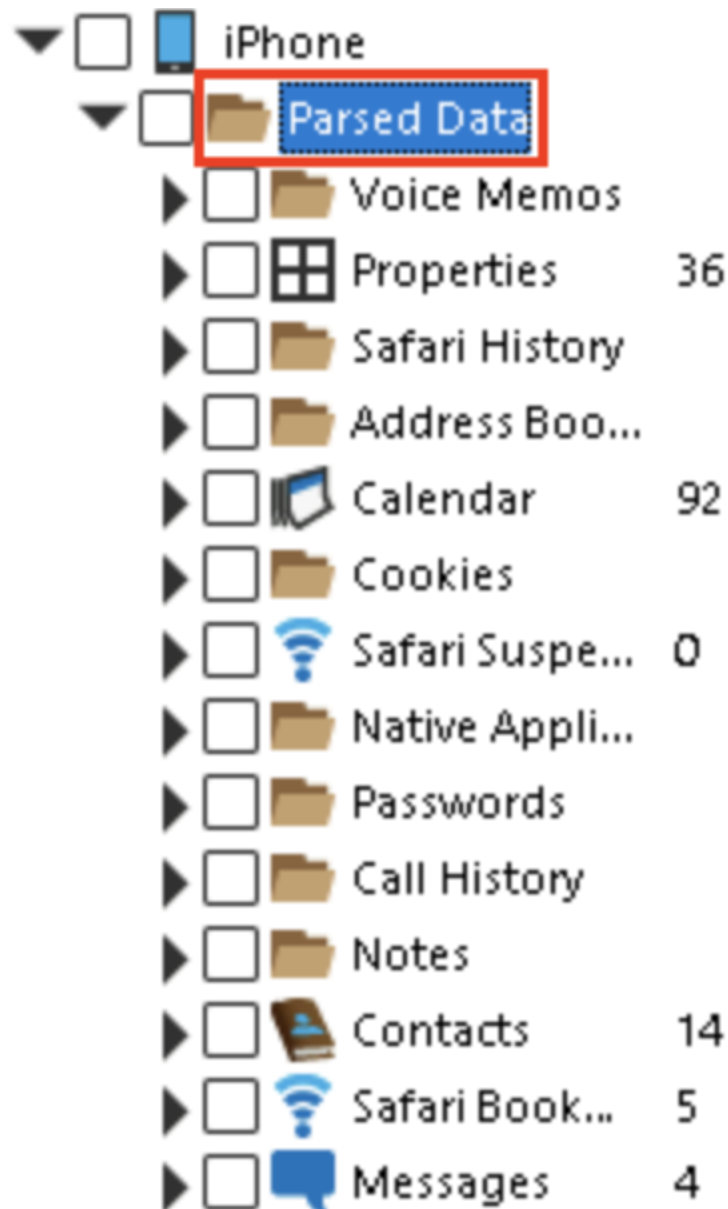 iPhone
Parsed Data
Voice Memos
Properties 36
Safari History
Address Boo...
Calendar 92
Cookies
Safari Suspe... 0
Native Appli...
Passwords
Call History
Notes
Contacts 14
Safari Book... 5
Messages 4